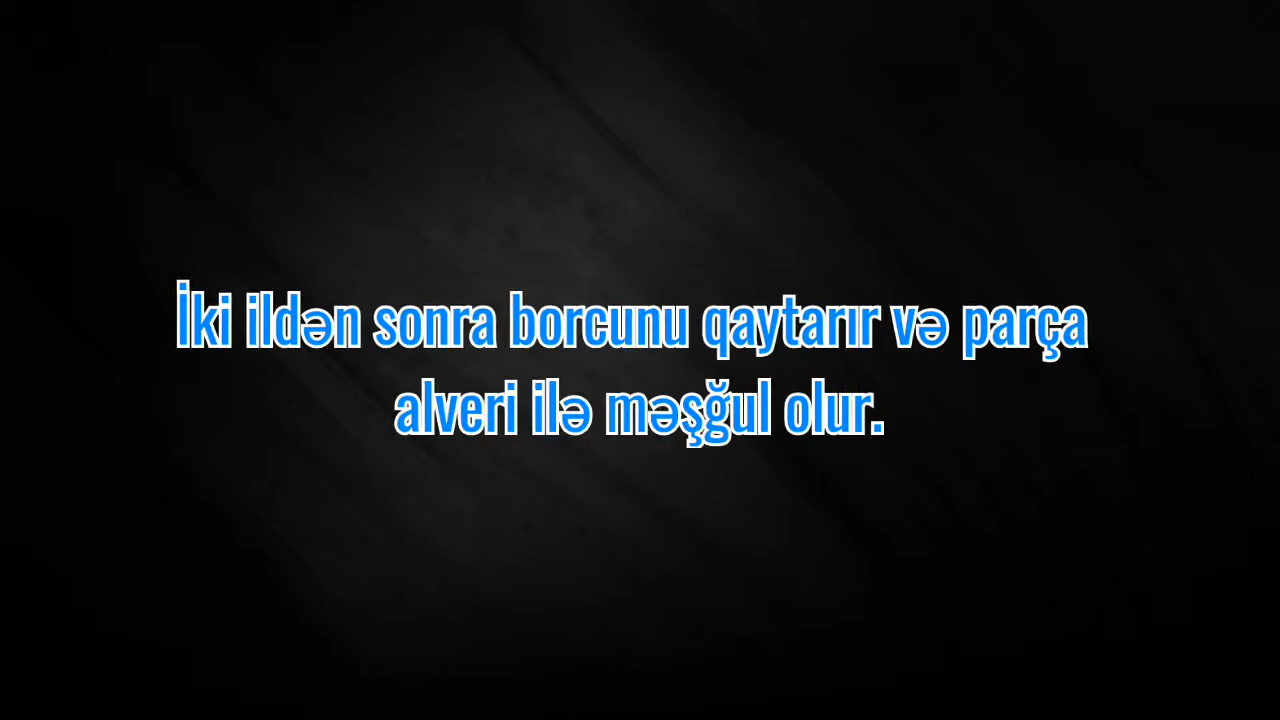 İki ildən sonra borcunu qaytarır və parça
alveri ilə məşğul olur.